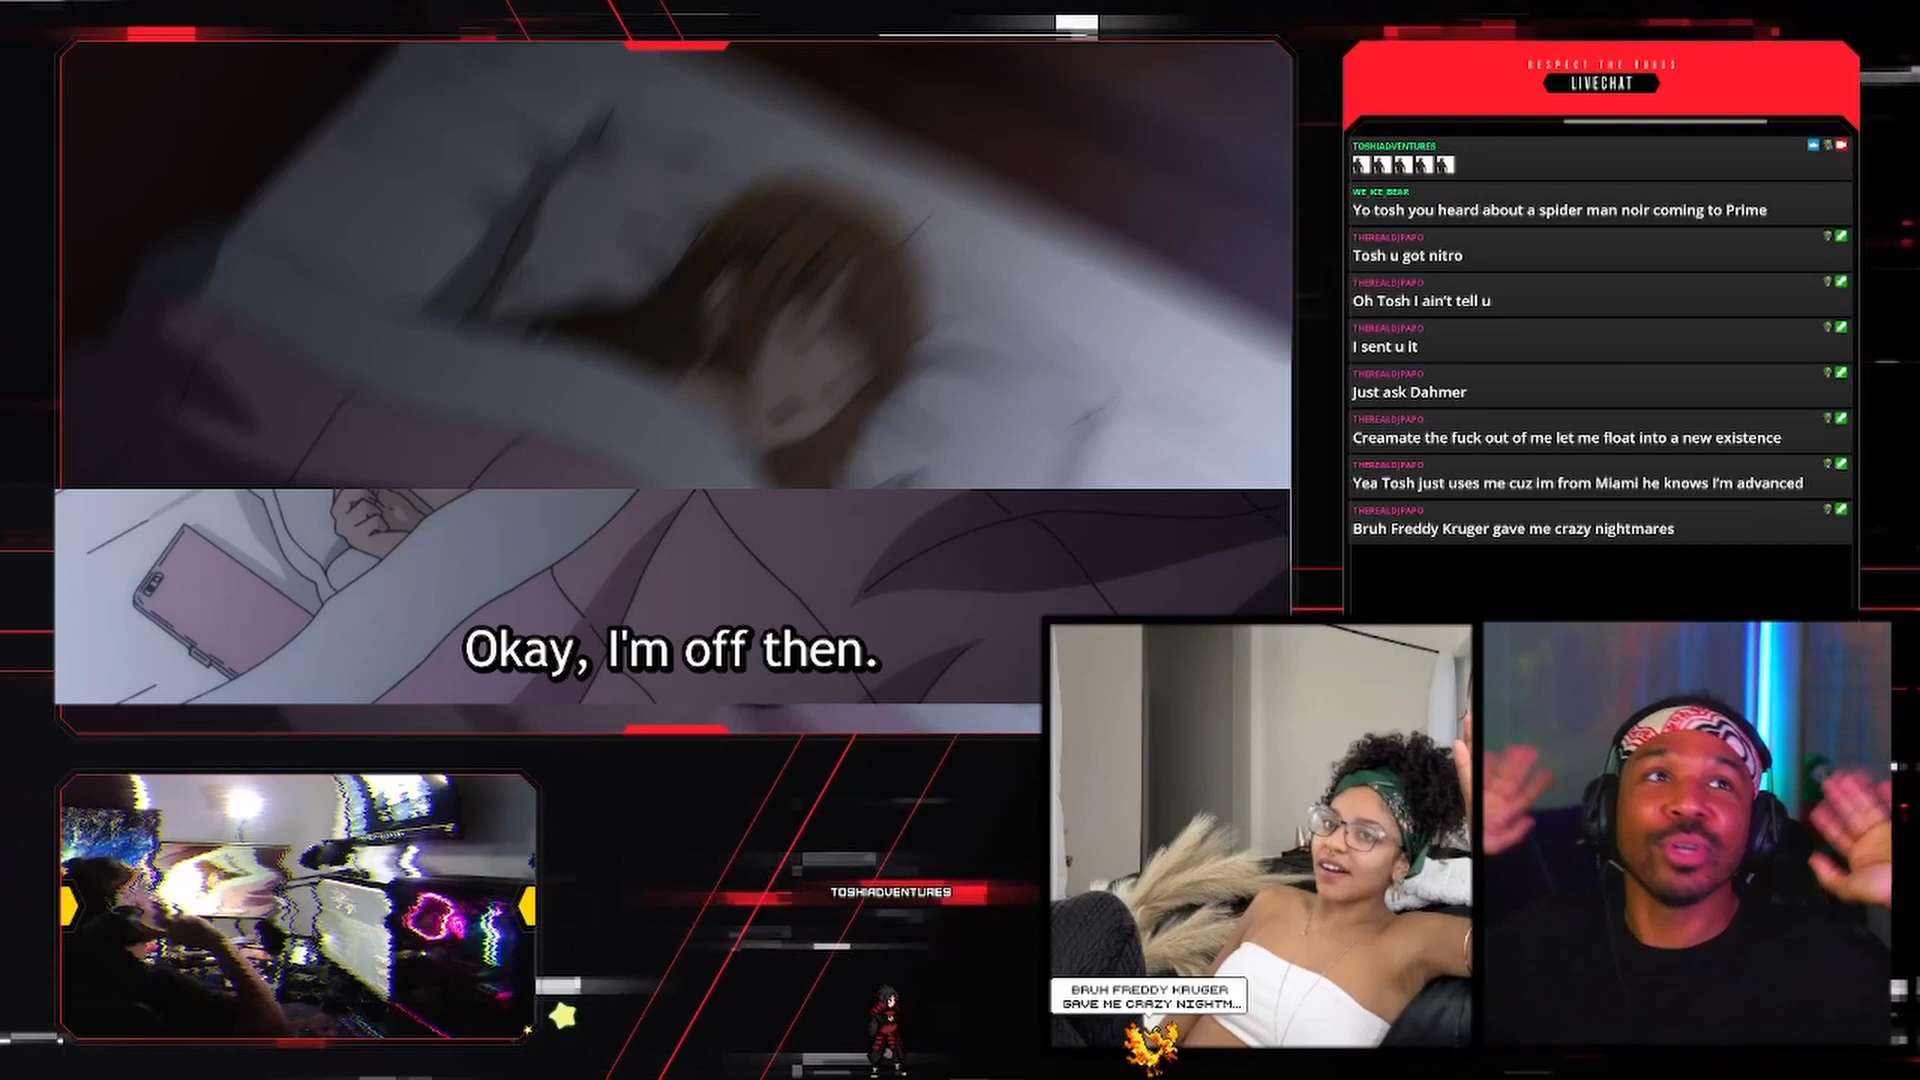 RESPECT THE RULES
LIVECHAT
TOSHIADVENTURES
WE_ICE_BEAR
Yo tosh you heard about a spider man noir coming to Prime
THEREALDJPAPO
Tosh u got nitro
THEREALDJPAPO
Oh Tosh I ain't tell u
THEREALDJPAPO
I sent u it
THEREALDJPAPO
Just ask Dahmer
THEREALDJPAPO
Creamate the fuck out of me let me float into a new existence
THEREALDJPAPO
Yea Tosh just uses me cuz im from Miami he knows I'm advanced
THEREALDJPAPO
Bruh Freddy Kruger gave me crazy nightmares
Okay, I'm off then.
TOSHIADVENTURES
BRUH FREDDY KRUGER
GAVE ME CRAZY NIGHTM...